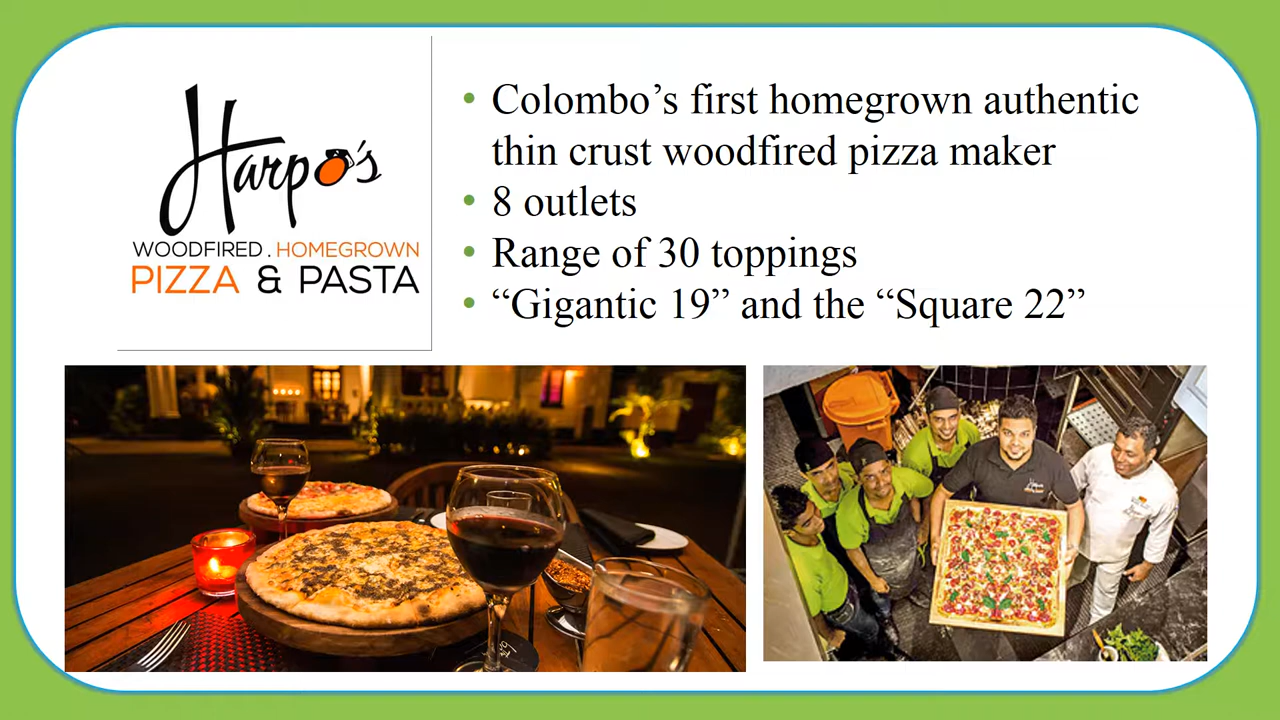 Harpo's
WOODFIRED . HOMEGROWN
PIZZA & PASTA
• Colombo’s first homegrown authentic
thin crust woodfired pizza maker
• 8 outlets
• Range of 30 toppings
• “Gigantic 19” and the “Square 22”